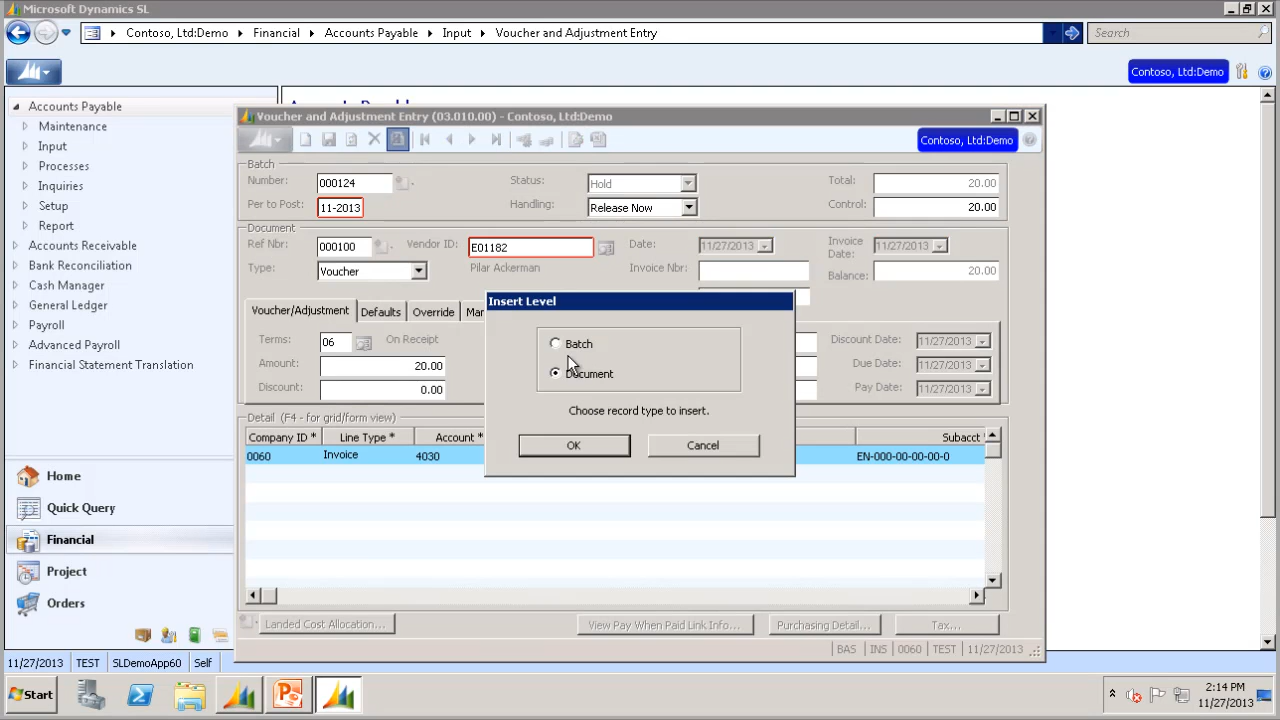 Microsoft Dynamics SL
Contoso, Ltd:Demo Financial Accounts Payable Input Voucher and Adjustment Entry Search
Contoso, Ltd:Demo
Accounts Payable
Maintenance
Input
Processes
Inquiries
Setup
Report
Accounts Receivable
Bank Reconciliation
Cash Manager
General Ledger
Payroll
Advanced Payroll
Financial Statement Translation
Home
Quick Query
Financial
Project
Orders
11/27/2013 TEST SLDemoApp60 Self
Voucher and Adjustment Entry (03.010.00) - Contoso, Ltd:Demo
Contoso, Ltd:Demo
Batch
Number: 000124 Status: Hold Total: 20.00
Per to Post: 11-2013 Handling: Release Now Control: 20.00
Document
Ref Nbr: 000100 Vendor ID: E01182 Date: 11/27/2013 Invoice Date: 11/27/2013
Type: Voucher Pilar Ackerman Invoice Nbr: Balance: 20.00
Voucher/Adjustment Defaults Override
Terms: 06 On Receipt Discount Date: 11/27/2013
Amount: 20.00 Due Date: 11/27/2013
Discount: 0.00 Pay Date: 11/27/2013
Insert Level
Batch
Document
Choose record type to insert.
OK Cancel
Detail (F4 - for grid/form view)
Company ID * Line Type * Account * Subacct
0060 Invoice 4030 EN-000-00-00-00-0
Landed Cost Allocation... View Pay When Paid Link Info... Purchasing Detail... Tax...
BAS INS 0060 TEST 11/27/2013
Start 2:14 PM
11/27/2013